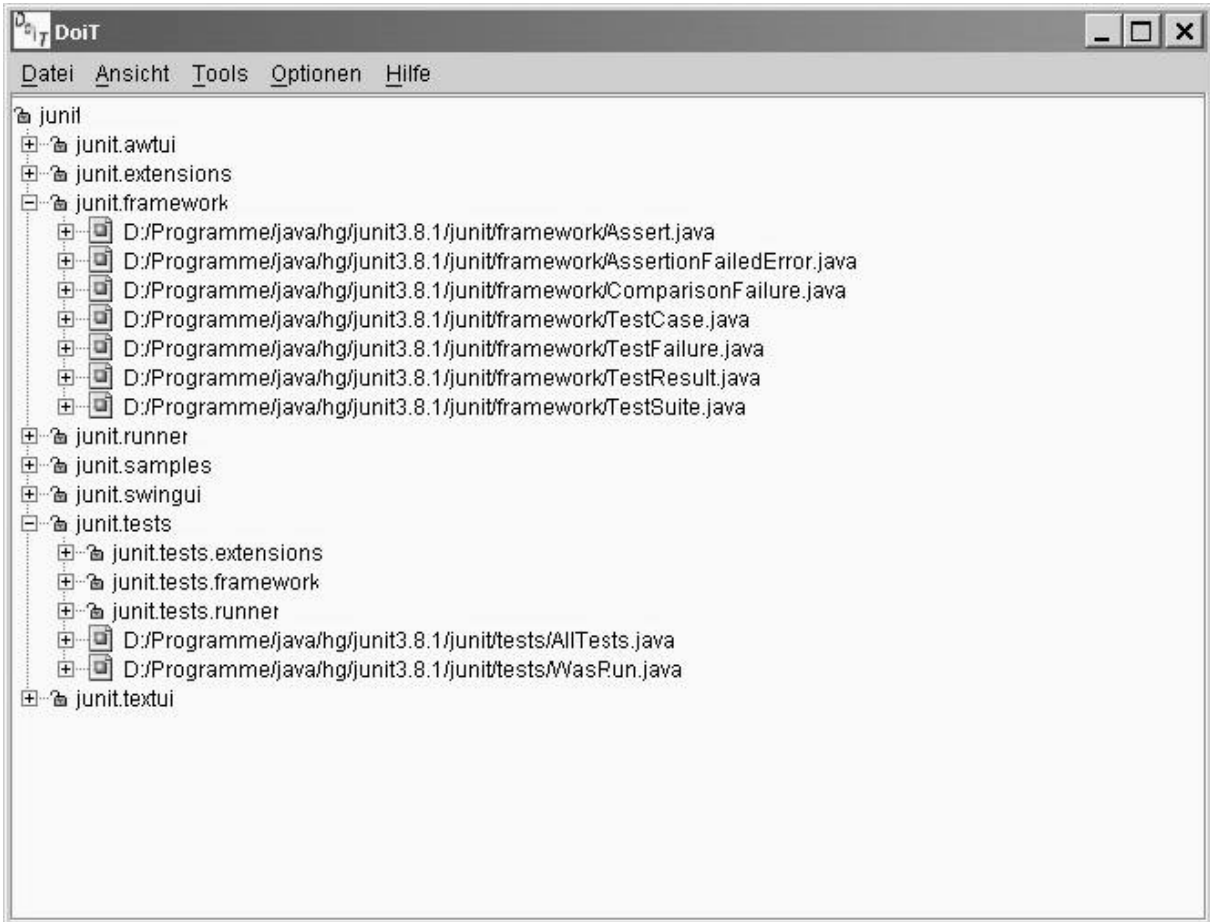 DoiT DoiT
Datei Ansicht Tools Optionen Hilfe
junit
junit.awtui
junit.extensions
junit.framework
D:/Programme/java/hg/junit3.8.1/junit/framework/Assert.java
D:/Programme/java/hg/junit3.8.1/junit/framework/AssertionFailedError.java
D:/Programme/java/hg/junit3.8.1/junit/framework/ComparisonFailure.java
D:/Programme/java/hg/junit3.8.1/junit/framework/TestCase.java
D:/Programme/java/hg/junit3.8.1/junit/framework/TestFailure.java
D:/Programme/java/hg/junit3.8.1/junit/framework/TestResult.java
D:/Programme/java/hg/junit3.8.1/junit/framework/TestSuite.java
junit.runner
junit.samples
junit.swingui
junit.tests
junit.tests.extensions
junit.tests.framework
junit.tests.runner
D:/Programme/java/hg/junit3.8.1/junit/tests/AllTests.java
D:/Programme/java/hg/junit3.8.1/junit/tests/WasRun.java
junit.textui